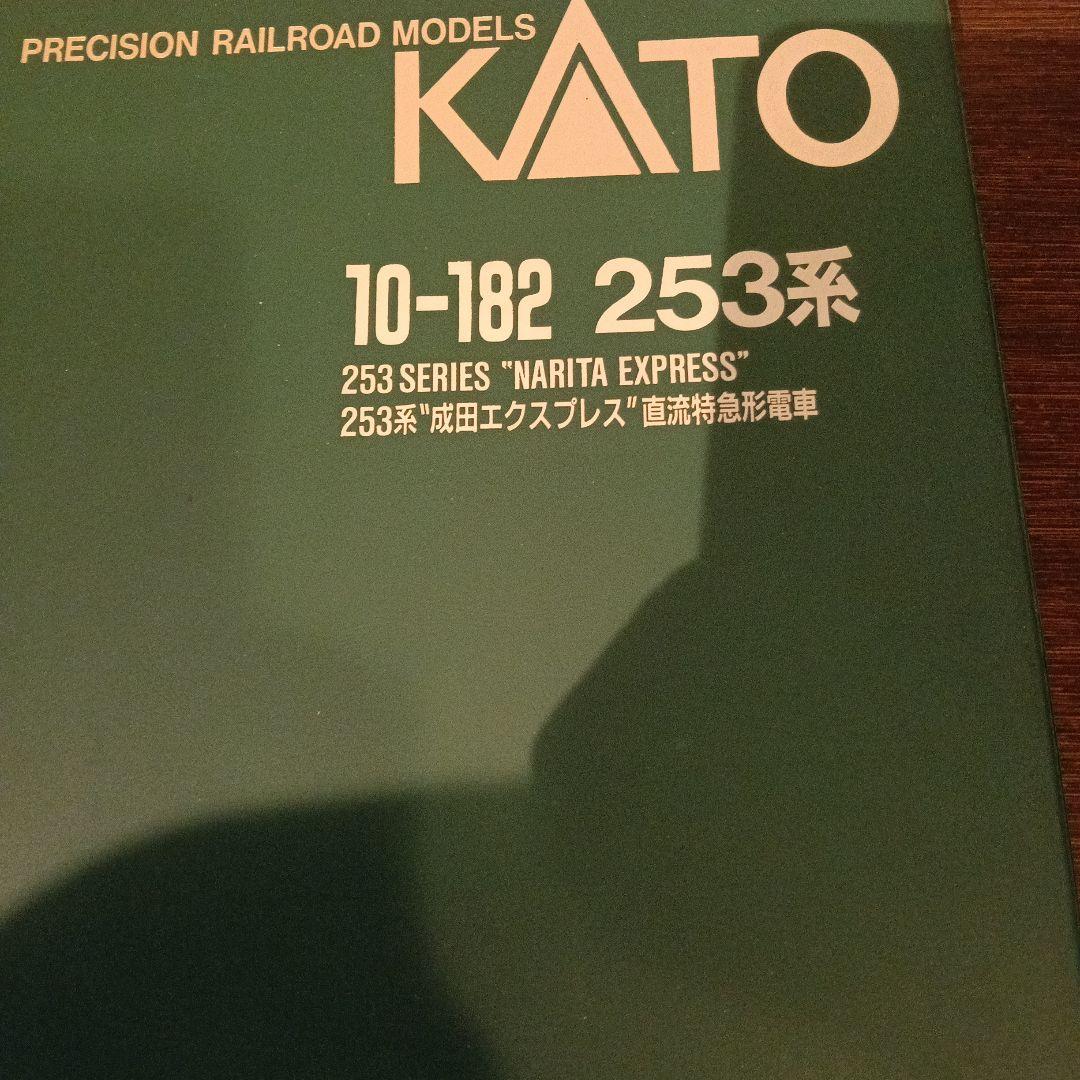 PRECISION RAILROAD MODELS
KATO
10-182 253系
253 SERIES "NARITA EXPRESS"
253系"成田エクスプレス"直流特急形電車